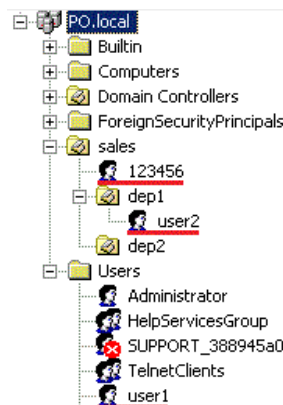 PO.local
Builtin
Computers
Domain Controllers
ForeignSecurityPrincipals
sales
123456
dep1
user2
dep2
Users
Administrator
HelpServicesGroup
SUPPORT_388945a0
TelnetClients
user1